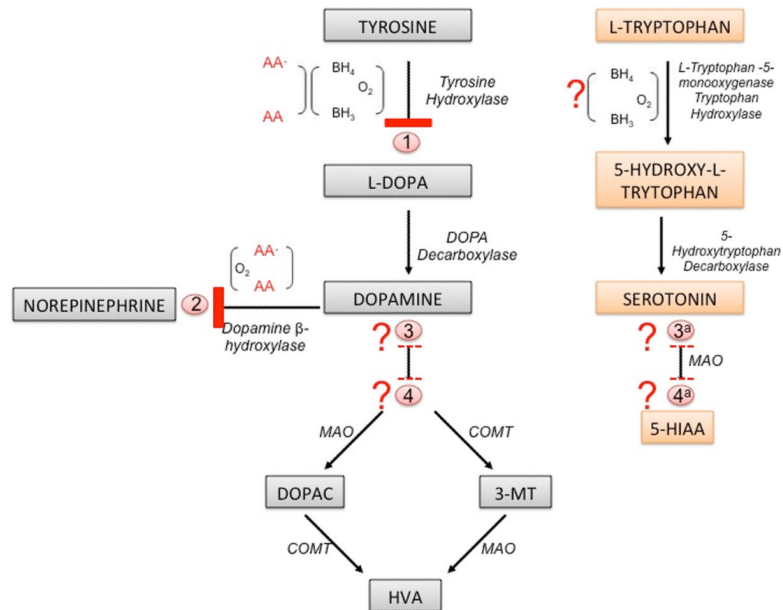 TYROSINE
L-TRYPTOPHAN
AA·
BH4
O2
BH3
AA
Tyrosine
Hydroxylase
?
BH4
O2
BH3
L-Tryptophan -5-
monooxygenase
Tryptophan
Hydroxylase
1
L-DOPA
5-HYDROXY-L-
TRYTOPHAN
DOPA
Decarboxylase
5-
Hydroxytryptophan
Decarboxylase
O2
AA·
AA
NOREPINEPHRINE
2
Dopamine β-
hydroxylase
DOPAMINE
SEROTONIN
? 3
? 3a
MAO
? 4
? 4a
5-HIAA
MAO
COMT
DOPAC
3-MT
COMT
MAO
HVA